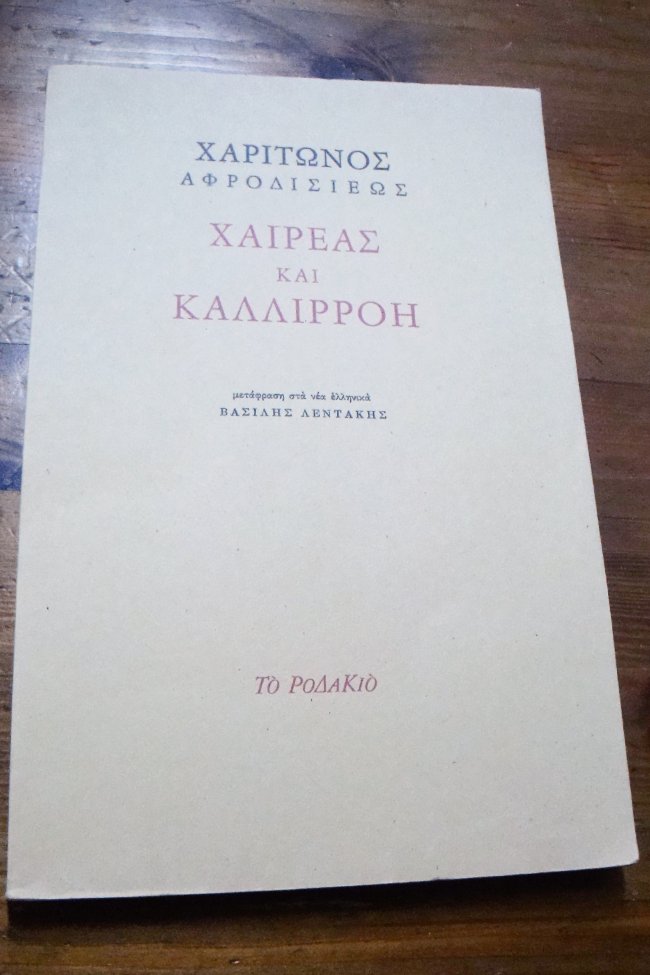 ΧΑΡΙΤΩΝΟΣ
ΑΦΡΟΔΙΣΙΕΩΣ
ΧΑΙΡΕΑΣ
ΚΑΙ
ΚΑΛΛΙΡΡΟΗ
μετάφραση στὰ νέα ἑλληνικά
ΒΑΣΙΛΗΣ ΛΕΝΤΑΚΗΣ
Τὸ ΡοΔαΚιὸ